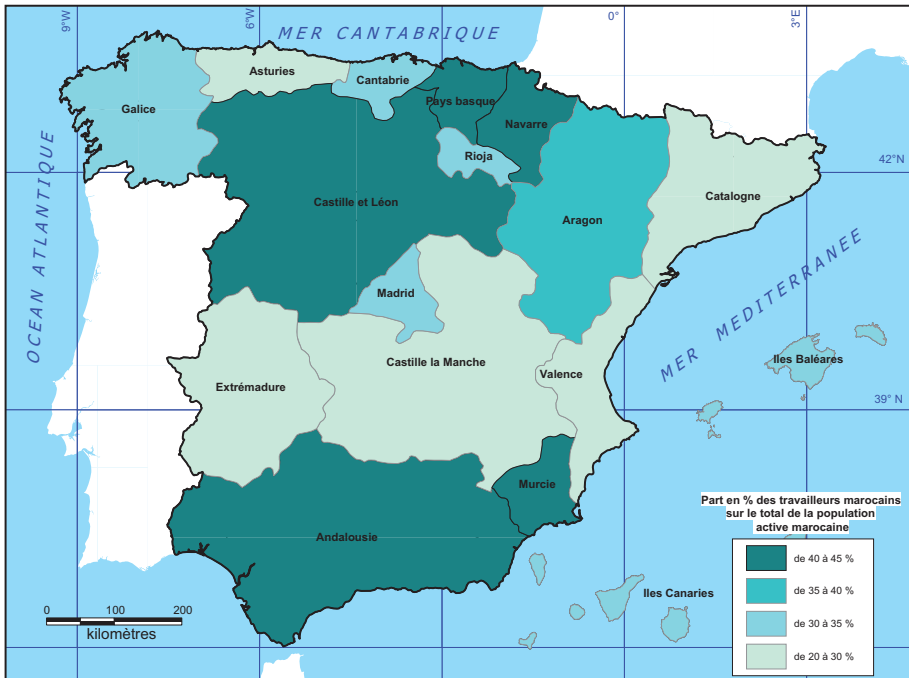 9°W
6°W
0°
3°E
MER CANTABRIQUE
Asturies
Cantabrie
Pays basque
Galice
Navarre
Rioja
42°N
Castille et Léon
Catalogne
Aragon
OCEAN ATLANTIQUE
Madrid
MER MEDITERRANEE
Castille la Manche
Iles Baléares
Valence
Extrémadure
39° N
Murcie
Andalousie
Part en % des travailleurs marocains
sur le total de la population
active marocaine
de 40 à 45 %
de 35 à 40 %
de 30 à 35 %
de 20 à 30 %
Iles Canaries
0 100 200
kilomètres